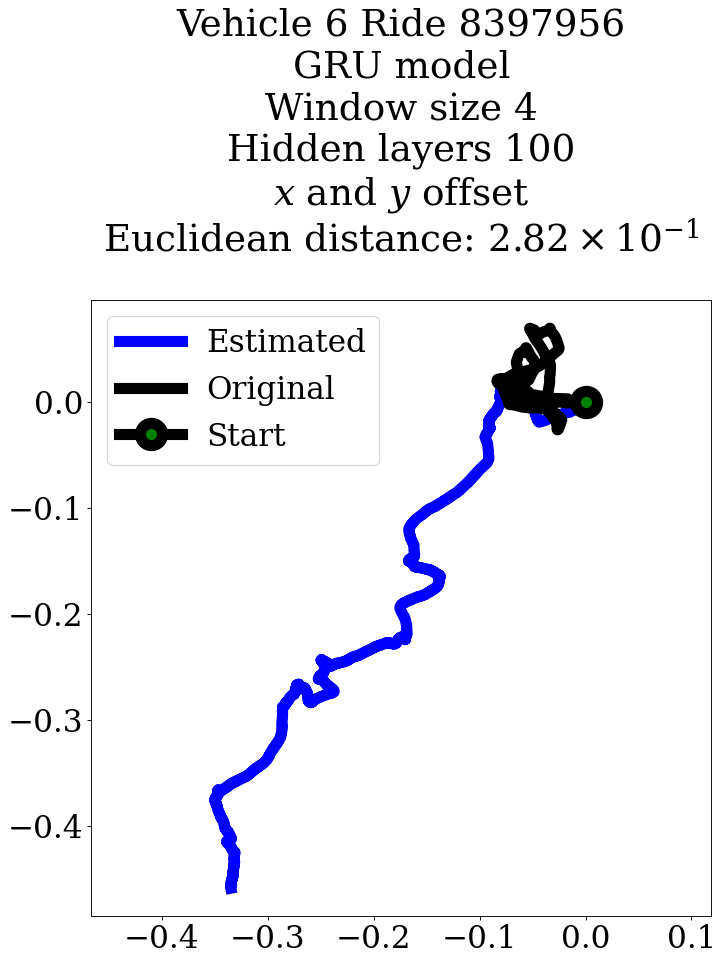 Vehicle 6 Ride 8397956
GRU model
Window size 4
Hidden layers 100
x and y offset
Euclidean distance: 2.82 × 10⁻¹
Estimated
Original
Start
0.0
−0.1
−0.2
−0.3
−0.4
−0.4 −0.3 −0.2 −0.1 0.0 0.1